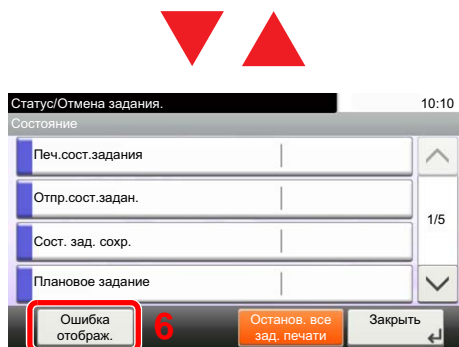 Статус/Отмена задания. 10:10
Состояние
Печ.сост.задания
Отпр.сост.задан.
1/5
Сост. зад. сохр.
Плановое задание
Ошибка
отображ.
6
Останов. все
зад. печати
Закрыть